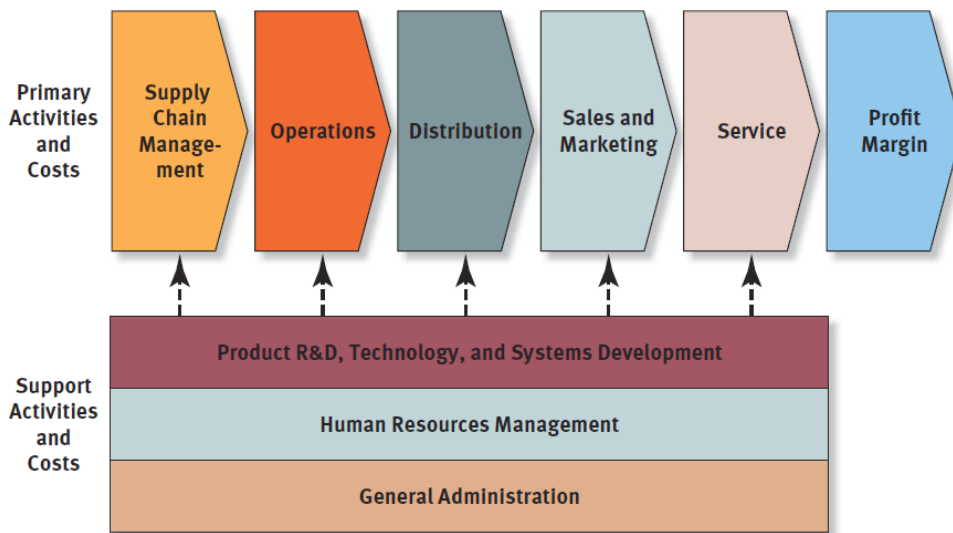 Primary
Activities
and
Costs
Supply
Chain
Manage-
ment
Operations
Distribution
Sales and
Marketing
Service
Profit
Margin
Support
Activities
and
Costs
Product R&D, Technology, and Systems Development
Human Resources Management
General Administration